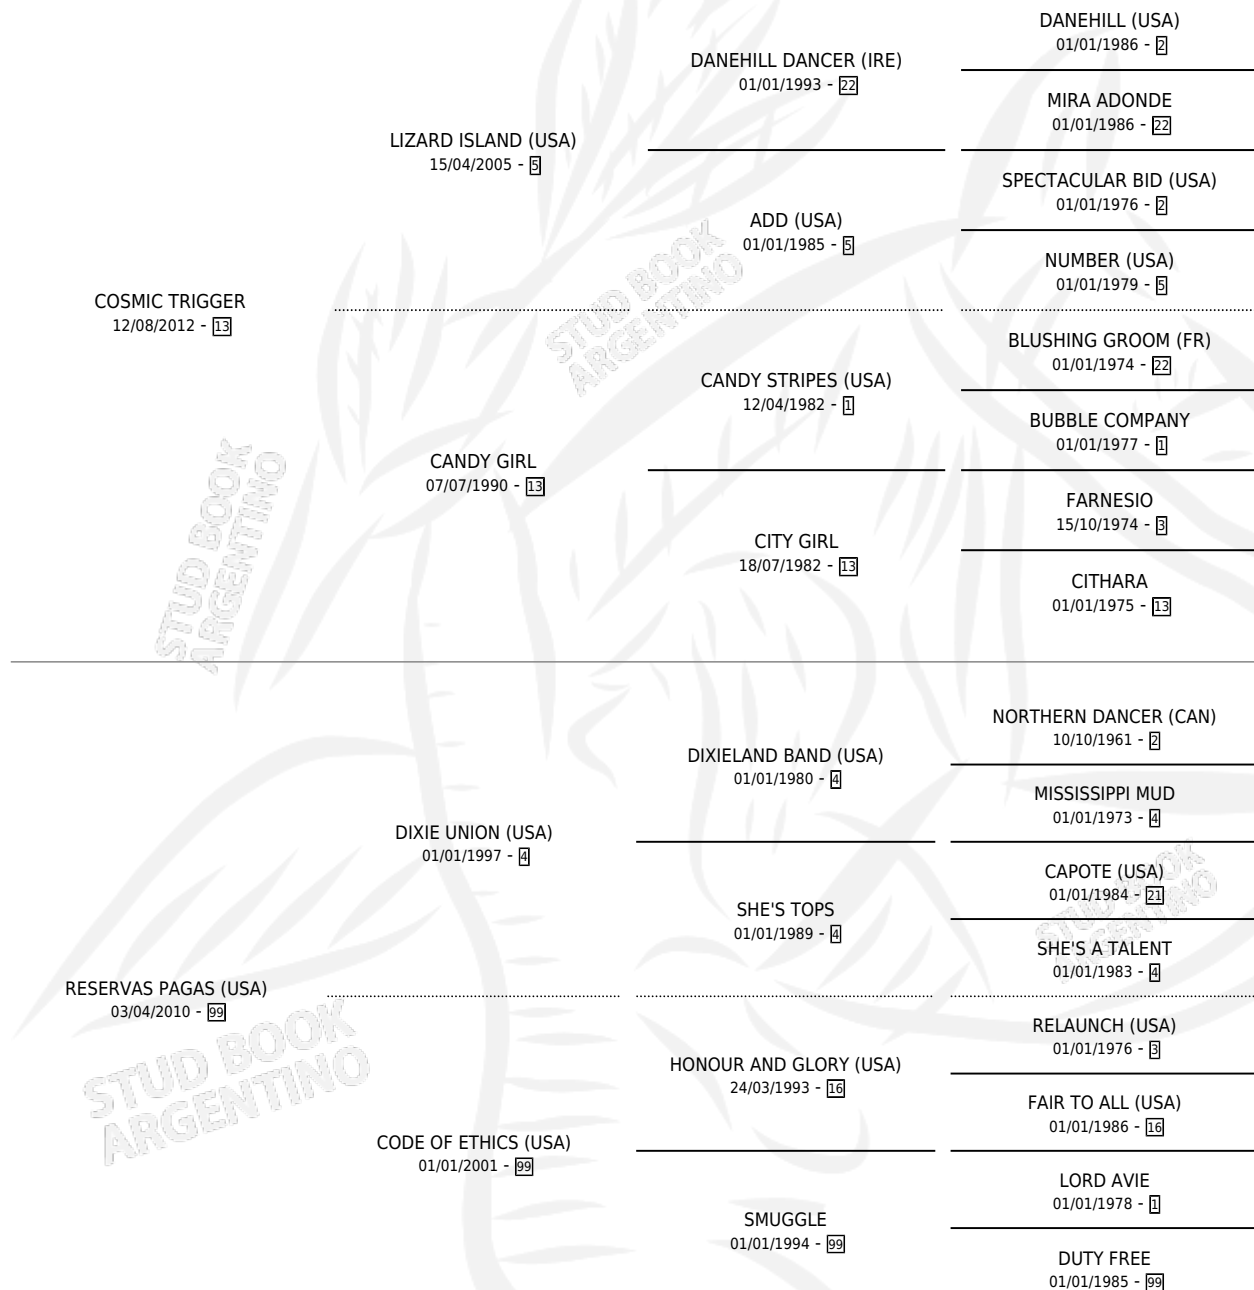 DANEHILL (USA)
01/01/1986 - 2
DANEHILL DANCER (IRE)
01/01/1993 - 22
MIRA ADONDE
01/01/1986 - 22
LIZARD ISLAND (USA)
15/04/2005 - 5
SPECTACULAR BID (USA)
01/01/1976 - 2
ADD (USA)
01/01/1985 - 5
NUMBER (USA)
01/01/1979 - 5
COSMIC TRIGGER
12/08/2012 - 13
BLUSHING GROOM (FR)
01/01/1974 - 22
CANDY STRIPES (USA)
12/04/1982 - 1
BUBBLE COMPANY
01/01/1977 - 1
CANDY GIRL
07/07/1990 - 13
FARNESIO
15/10/1974 - 3
CITY GIRL
18/07/1982 - 13
CITHARA
01/01/1975 - 13
STUD BOOK
ARGENTINO
STUD BOOK
ARGENTINO
NORTHERN DANCER (CAN)
10/10/1961 - 2
DIXIELAND BAND (USA)
01/01/1980 - 4
MISSISSIPPI MUD
01/01/1973 - 4
DIXIE UNION (USA)
01/01/1997 - 4
CAPOTE (USA)
01/01/1984 - 21
SHE'S TOPS
01/01/1989 - 4
SHE'S A TALENT
01/01/1983 - 4
RESERVAS PAGAS (USA)
03/04/2010 - 99
RELAUNCH (USA)
01/01/1976 - 3
HONOUR AND GLORY (USA)
24/03/1993 - 16
FAIR TO ALL (USA)
01/01/1986 - 16
CODE OF ETHICS (USA)
01/01/2001 - 99
LORD AVIE
01/01/1978 - 1
SMUGGLE
01/01/1994 - 99
DUTY FREE
01/01/1985 - 99
STUD BOOK
ARGENTINO
STUD BOOK
ARGENTINO